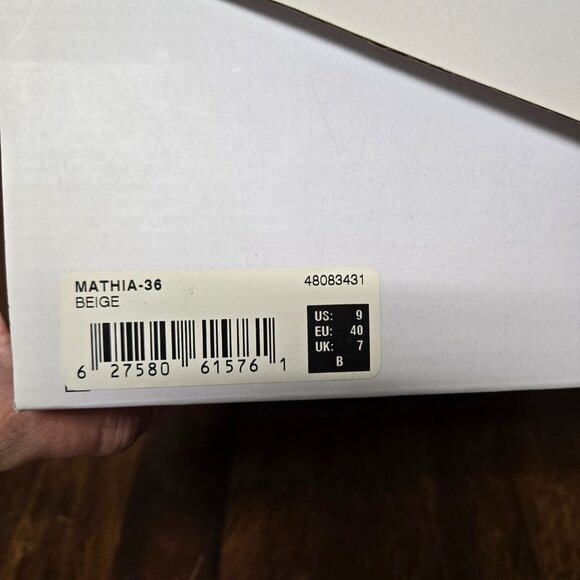 MATHIA-36 48083431
BEIGE
US: 9
EU: 40
UK: 7
B
6 27580 61576 1